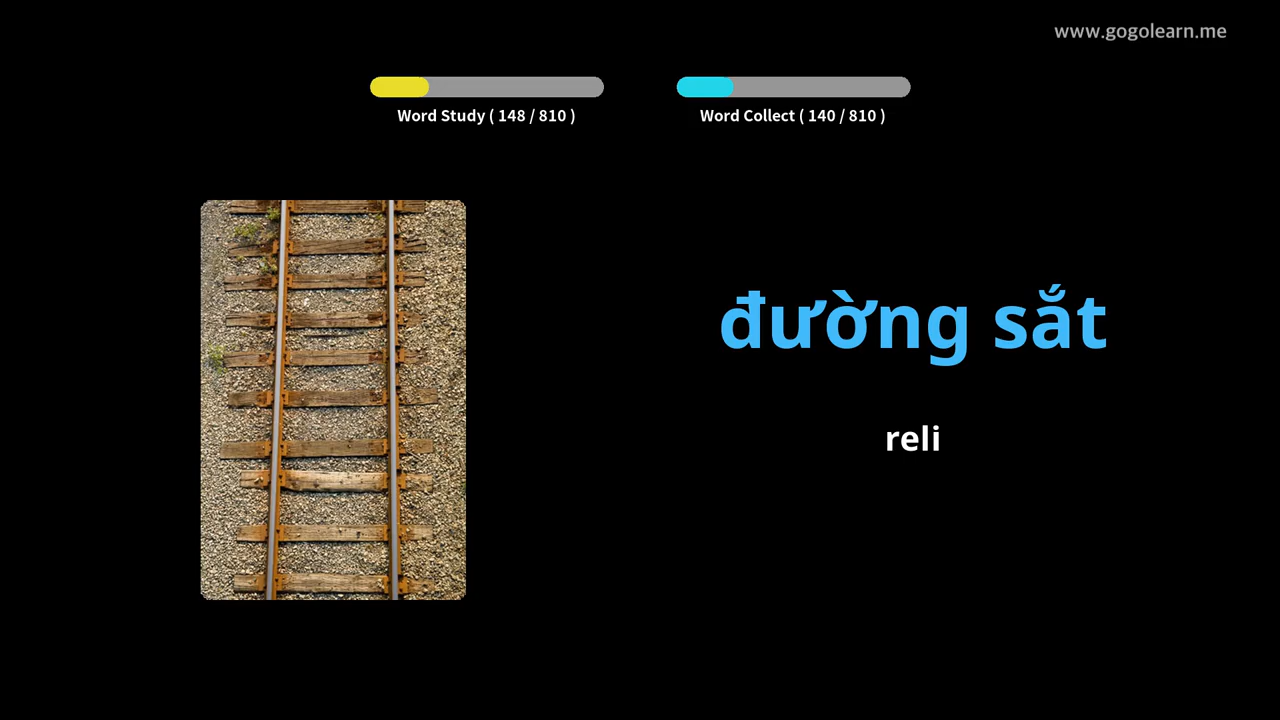 www.gogolearn.me
Word Study ( 148 / 810 )
Word Collect ( 140 / 810 )
đường sắt
reli